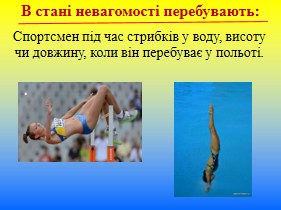 В стані невагомості перебувають:
Спортсмен під час стрибків у воду, висоту
чи довжину, коли він перебуває у польоті.